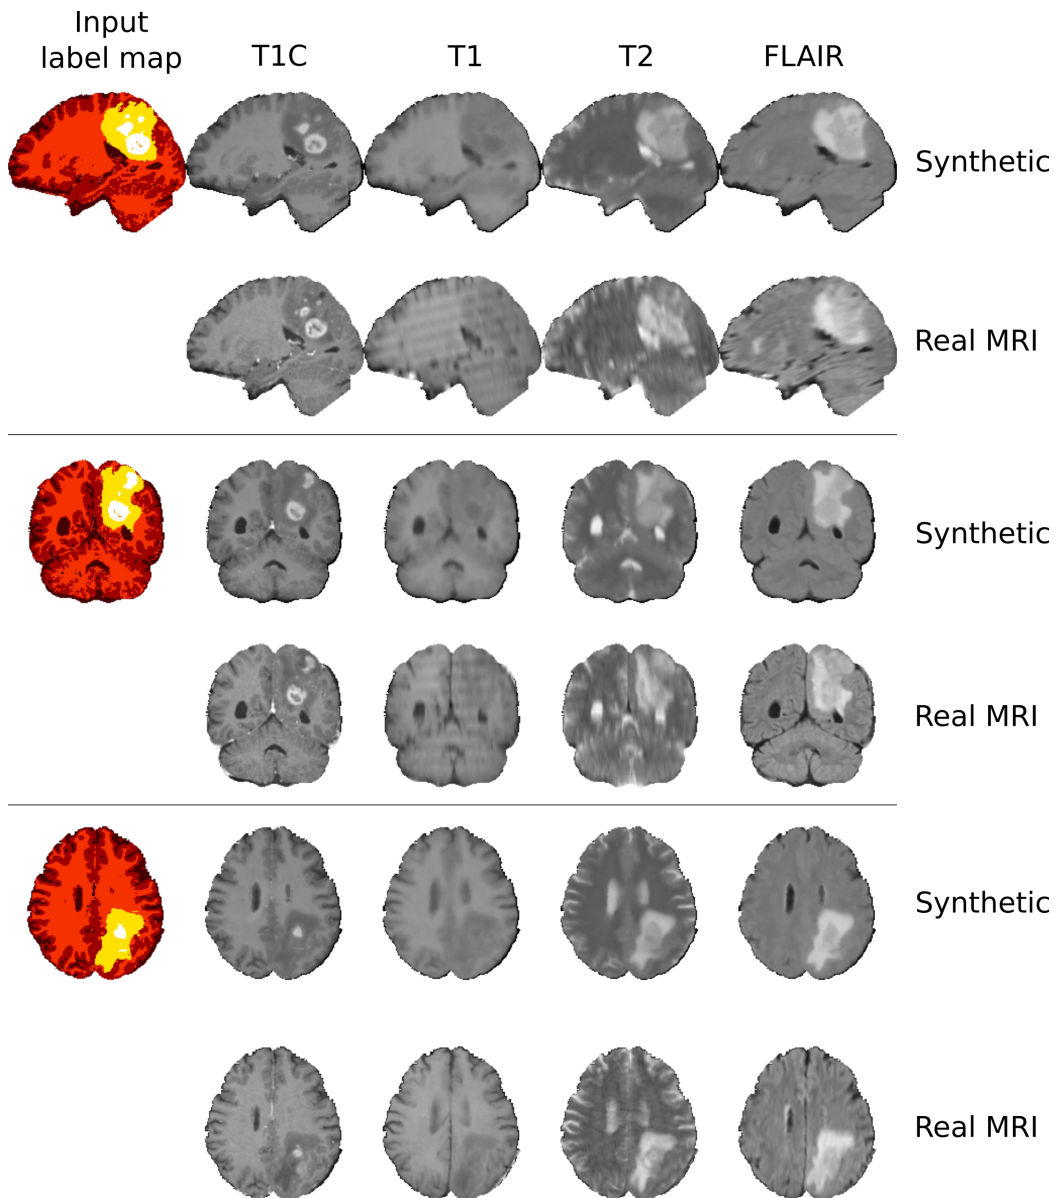 Input
label map
T1C
T1
T2
FLAIR
Synthetic
Real MRI
Synthetic
Real MRI
Synthetic
Real MRI